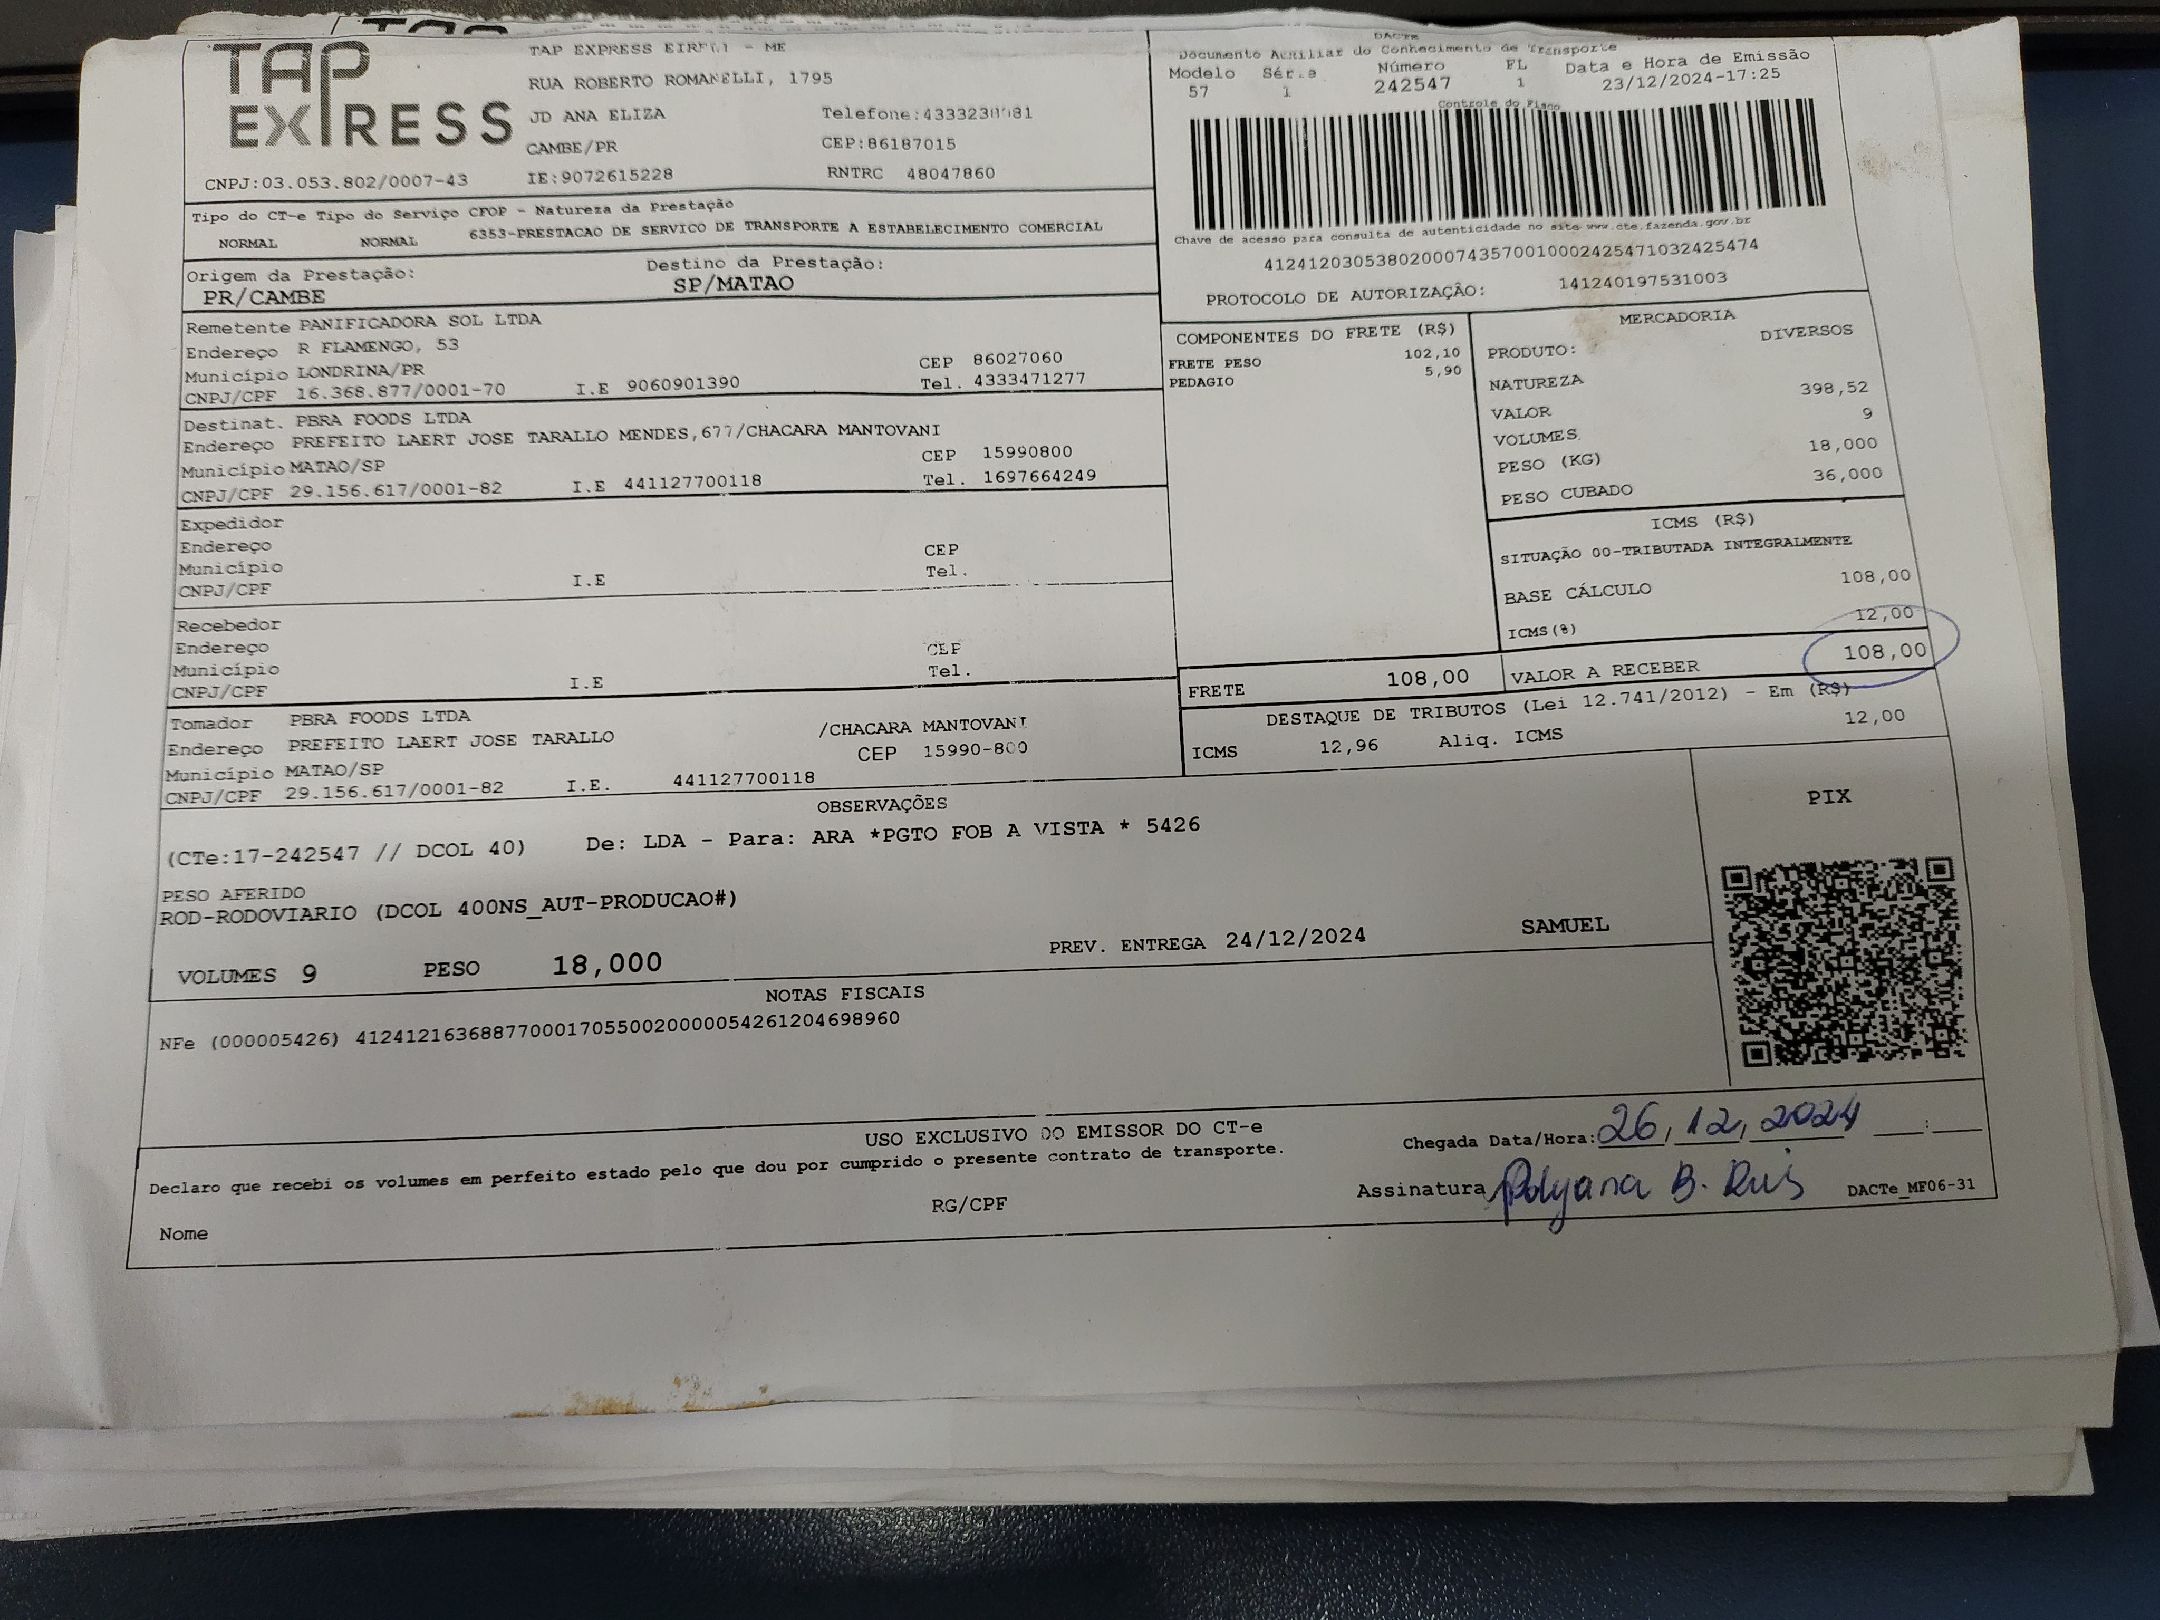 TAP EXPRESS
TAP EXPRESS - ME
RUA ROBERTO ROMANELLI, 1795
JD ANA ELIZA
CAMBE/PR
CNPJ:03.053.802/0007-43
IE:9072615228
CEP:86187015
RNTRC 48047860
DACTE
Documento Auxiliar do Conhecimento de Transporte
Modelo Série Número FL Data e Hora de Emissão
57 1 242547 1 23/12/2024-17:25
Controle do Fisco
Chave de acesso para consulta de autenticidade no site www.cte.fazenda.gov.br
41241203053802000743570010002425471032425474
PROTOCOLO DE AUTORIZAÇÃO: 141240197531003
Tipo do CT-e Tipo do Serviço CFOP - Natureza da Prestação
NORMAL NORMAL 6353-PRESTACAO DE SERVICO DE TRANSPORTE A ESTABELECIMENTO COMERCIAL
Origem da Prestação: Destino da Prestação:
PR/CAMBE SP/MATAO
Remetente PANIFICADORA SOL LTDA
Endereço R FLAMENGO, 53
Município LONDRINA/PR CEP 86027060
CNPJ/CPF 16.368.877/0001-70 I.E 9060901390 Tel. 4333471277
Destinat. PBRA FOODS LTDA
Endereço PREFEITO LAERT JOSE TARALLO MENDES,677/CHACARA MANTOVANI
Município MATAO/SP CEP 15990800
CNPJ/CPF 29.156.617/0001-82 I.E 441127700118 Tel. 1697664249
Expedidor
Endereço
Município CEP
CNPJ/CPF I.E Tel.
Recebedor
Endereço
Município CEP
CNPJ/CPF I.E Tel.
Tomador PBRA FOODS LTDA
Endereço PREFEITO LAERT JOSE TARALLO /CHACARA MANTOVANI
Município MATAO/SP CEP 15990-800
CNPJ/CPF 29.156.617/0001-82 I.E. 441127700118
COMPONENTES DO FRETE (R$)
FRETE PESO 102,10
PEDAGIO 5,90
MERCADORIA
PRODUTO: DIVERSOS
NATUREZA
VALOR 398,52
VOLUMES 9
PESO (KG) 18,000
PESO CUBADO 36,000
ICMS (R$)
SITUAÇÃO 00-TRIBUTADA INTEGRALMENTE
BASE CÁLCULO 108,00
ICMS(%) 12,00
FRETE 108,00 VALOR A RECEBER 108,00
DESTAQUE DE TRIBUTOS (Lei 12.741/2012) - Em (R$)
ICMS 12,96 Aliq. ICMS 12,00
OBSERVAÇÕES
(CTe:17-242547 // DCOL 40) De: LDA - Para: ARA *PGTO FOB A VISTA * 5426
PESO AFERIDO
ROD-RODOVIARIO (DCOL 400NS_AUT-PRODUCAO#)
VOLUMES 9 PESO 18,000 PREV. ENTREGA 24/12/2024 SAMUEL
PIX
NOTAS FISCAIS
NFe (000005426) 41241216368877000170550020000054261204698960
USO EXCLUSIVO DO EMISSOR DO CT-e
Declaro que recebi os volumes em perfeito estado pelo que dou por cumprido o presente contrato de transporte.
Chegada Data/Hora: 26, 12, 2024 :
Nome RG/CPF
Assinatura Polyana B.
DACTe_MF06-31